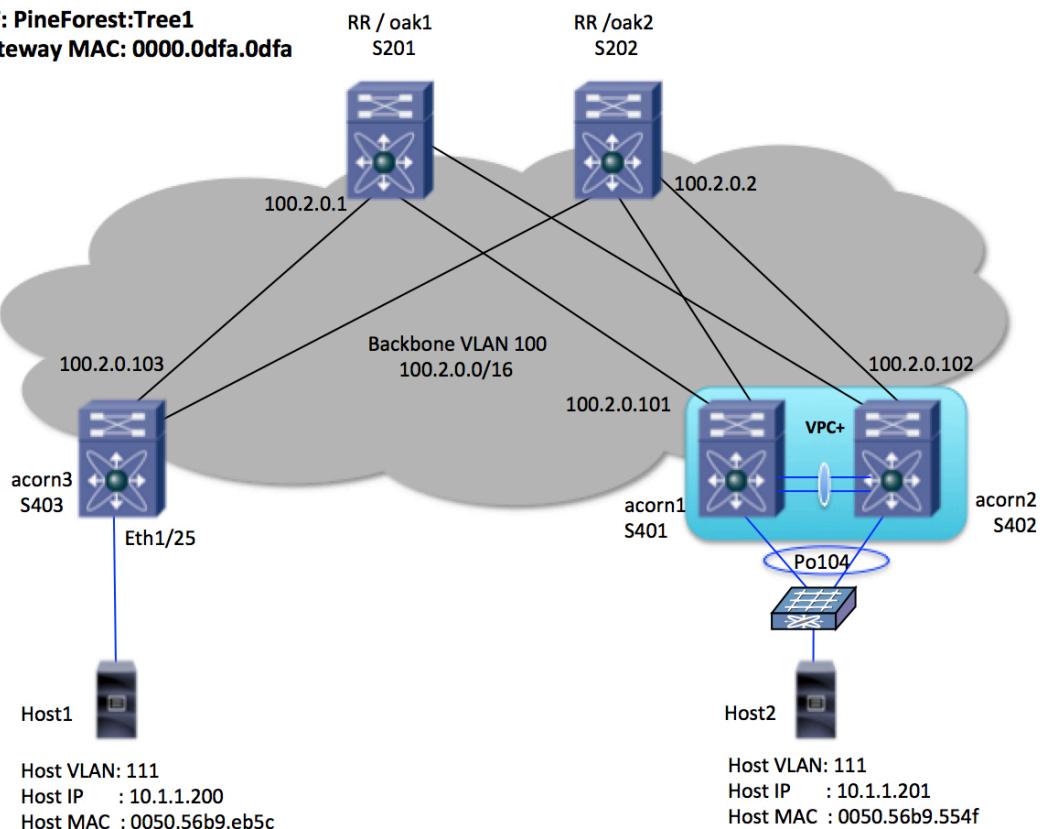 : PineForest:Tree1
teway MAC: 0000.0dfa.0dfa
RR / oak1
S201
RR /oak2
S202
100.2.0.1
100.2.0.2
Backbone VLAN 100
100.2.0.0/16
100.2.0.103
100.2.0.102
100.2.0.101
VPC+
acorn3
S403
acorn1
S401
acorn2
S402
Eth1/25
Po104
Host1
Host2
Host VLAN: 111
Host IP : 10.1.1.200
Host MAC : 0050.56b9.eb5c
Host VLAN: 111
Host IP : 10.1.1.201
Host MAC : 0050.56b9.554f